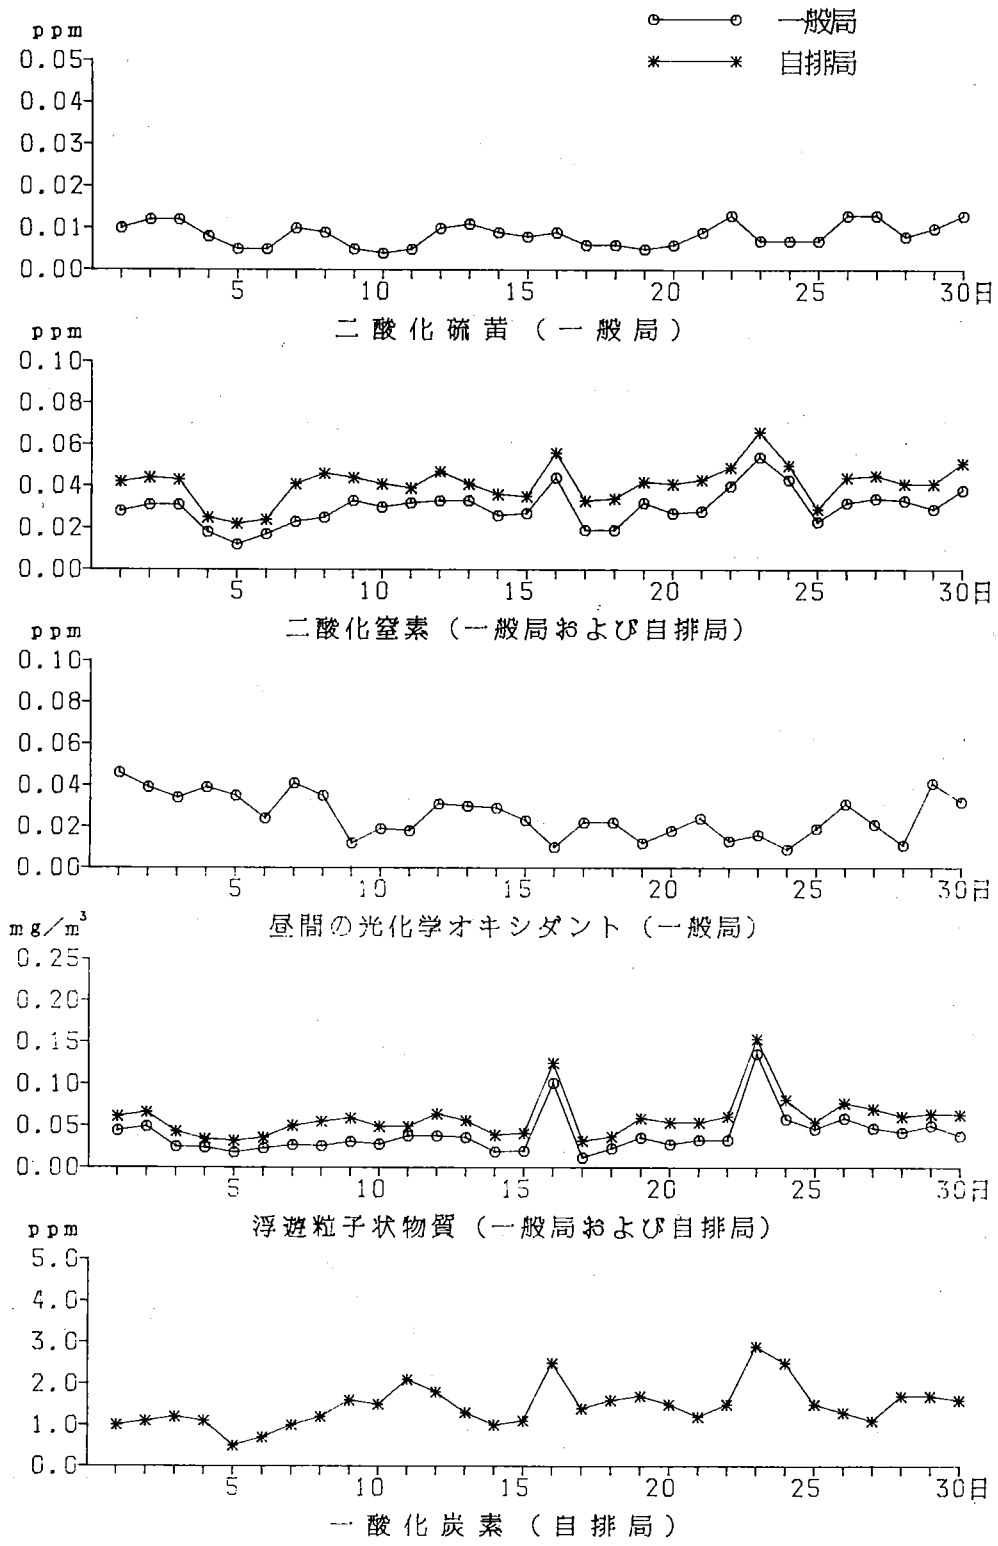 一般局
自排局
ppm
0.05
0.04
0.03
0.02
0.01
0.00
5 10 15 20 25 30日
二酸化硫黄(一般局)
ppm
0.10
0.08
0.06
0.04
0.02
0.00
5 10 15 20 25 30日
二酸化窒素(一般局および自排局)
ppm
0.10
0.08
0.06
0.04
0.02
0.00
5 10 15 20 25 30日
昼間の光化学オキシダント(一般局)
mg/m³
0.25
0.20
0.15
0.10
0.05
0.00
5 10 15 20 25 30日
浮遊粒子状物質(一般局および自排局)
ppm
5.0
4.0
3.0
2.0
1.0
0.0
5 10 15 20 25 30日
一酸化炭素(自排局)